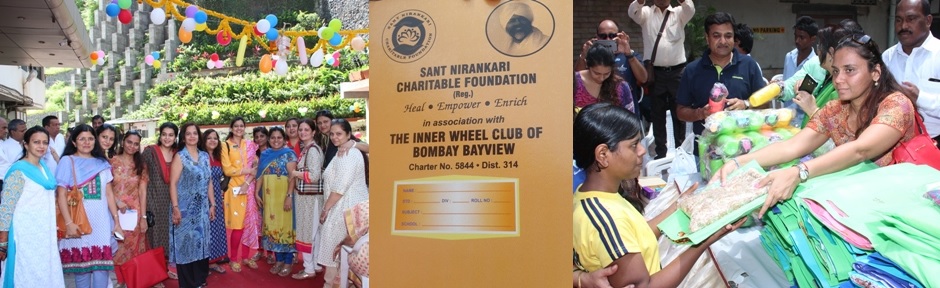 SANT NIRANKARI
CHARITABLE FOUNDATION
SANT NIRANKARI
CHARITABLE FOUNDATION
(Reg.)
Heal • Empower • Enrich
in association with
THE INNER WHEEL CLUB OF
BOMBAY BAYVIEW
Charter No. 5844 • Dist. 314
NAME
STD DIV. ROLL NO.
SUBJECT
SCHOOL